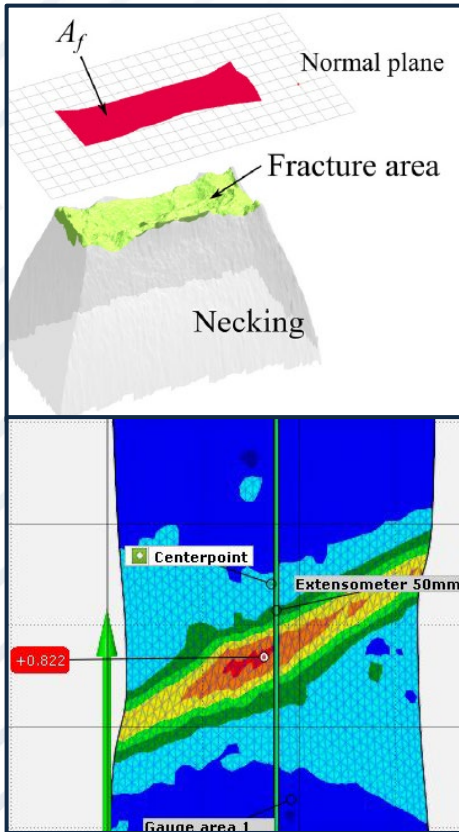 A_f
Normal plane
Fracture area
Necking
Centerpoint
Extensometer 50mm
+0.822
Gauge area 1